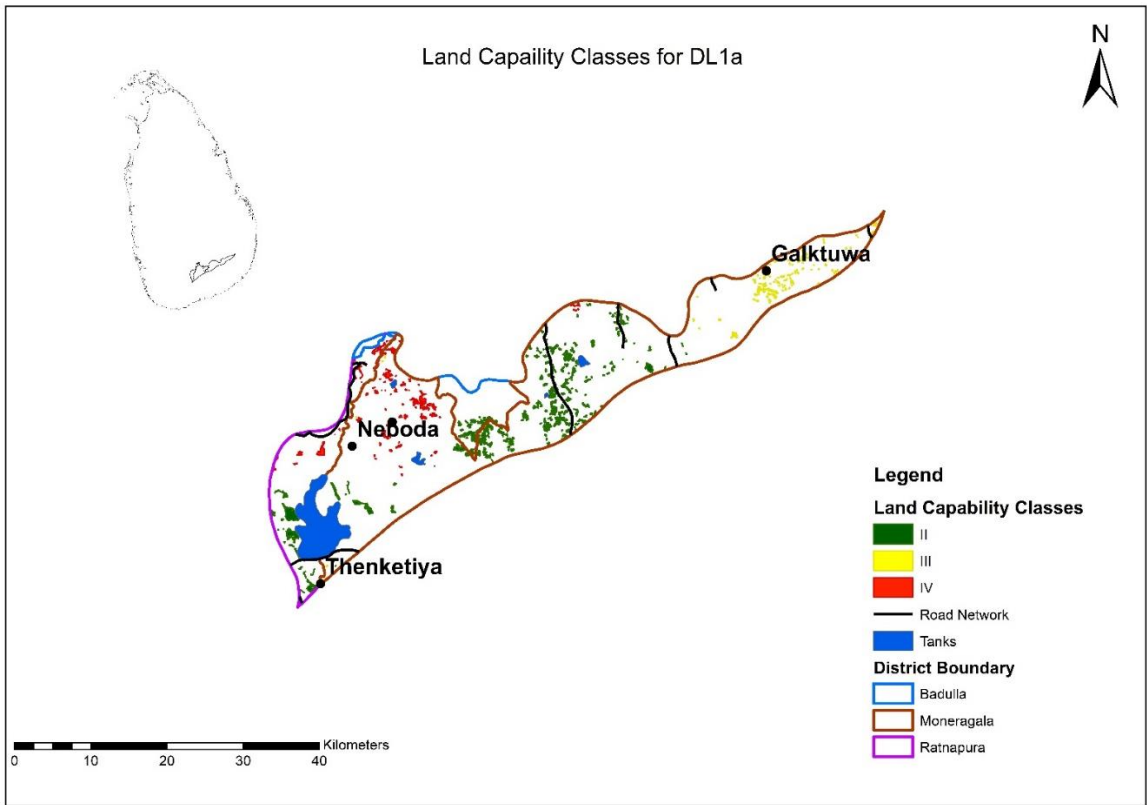 Land Capaility Classes for DL1a
N
Galktuwa
Neboda
Thenketiya
Legend
Land Capability Classes
II
III
IV
Road Network
Tanks
District Boundary
Badulla
Moneragala
Ratnapura
Kilometers
0 10 20 30 40